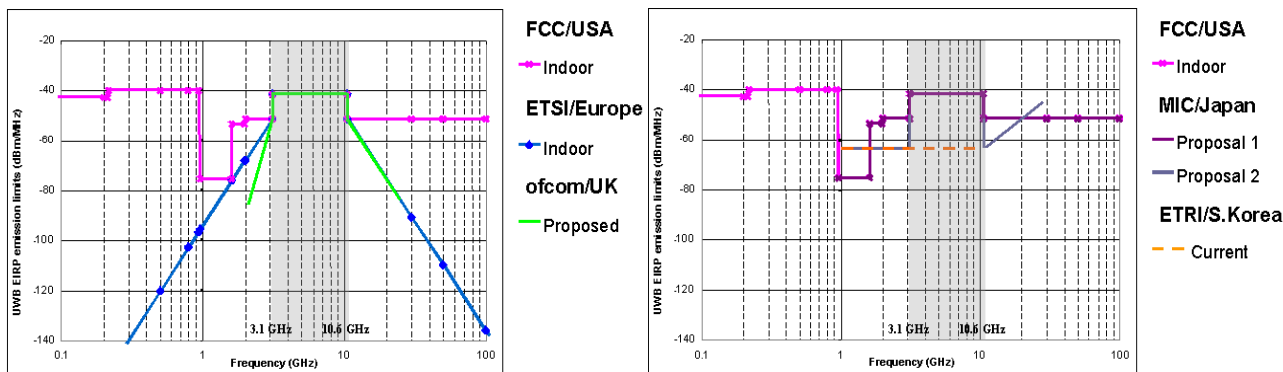 UWB EIRP emission limits (dBm/MHz)
-20
-40
-60
-80
-100
-120
-140
3.1 GHz
10.6 GHz
0.1
1
10
100
Frequency (GHz)
FCC/USA
Indoor
ETSI/Europe
Indoor
ofcom/UK
Proposed
UWB EIRP emission limits (dBm/MHz)
-20
-40
-60
-80
-100
-120
-140
3.1 GHz
10.6 GHz
0.1
1
10
100
Frequency (GHz)
FCC/USA
Indoor
MIC/Japan
Proposal 1
Proposal 2
ETRI/S.Korea
Current